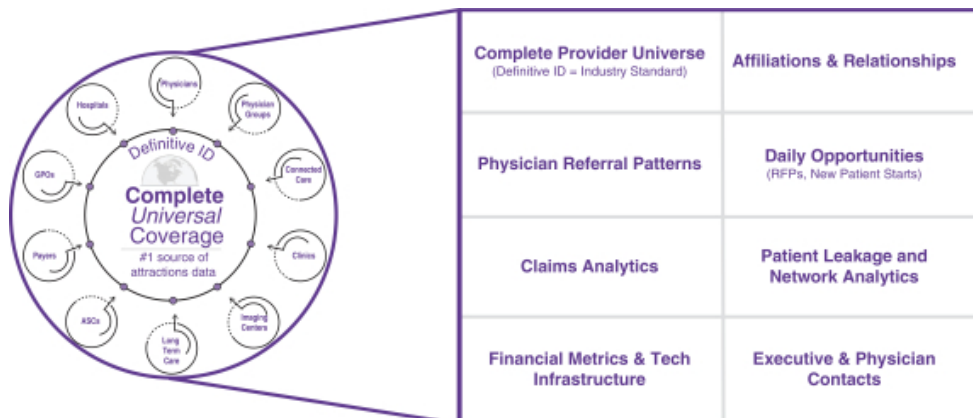 Physicians
Hospitals
Physician
Groups
GPOs
Connected
Care
Payers
Clinics
ASCs
Imaging
Centers
Long
Term
Care
Definitive ID
Complete
Universal
Coverage
#1 source of
attractions data
Complete Provider Universe
(Definitive ID = Industry Standard)
Affiliations & Relationships
Physician Referral Patterns
Daily Opportunities
(RFPs, New Patient Starts)
Claims Analytics
Patient Leakage and
Network Analytics
Financial Metrics & Tech
Infrastructure
Executive & Physician
Contacts